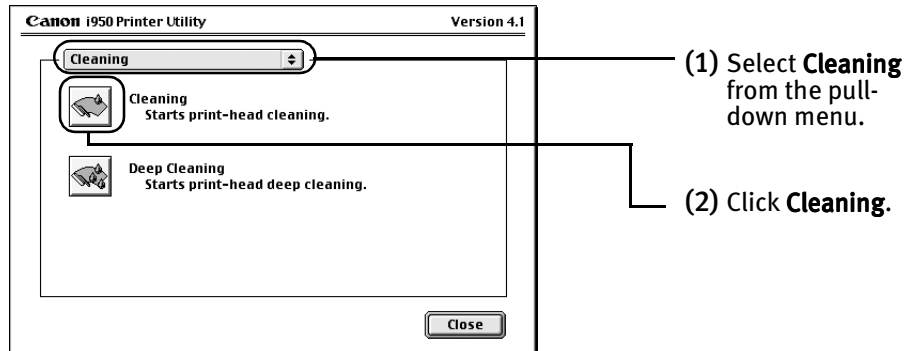 Canon i950 Printer Utility Version 4.1
Cleaning
Cleaning
Starts print-head cleaning.
Deep Cleaning
Starts print-head deep cleaning.
Close
(1) Select Cleaning
from the pull-
down menu.
(2) Click Cleaning.